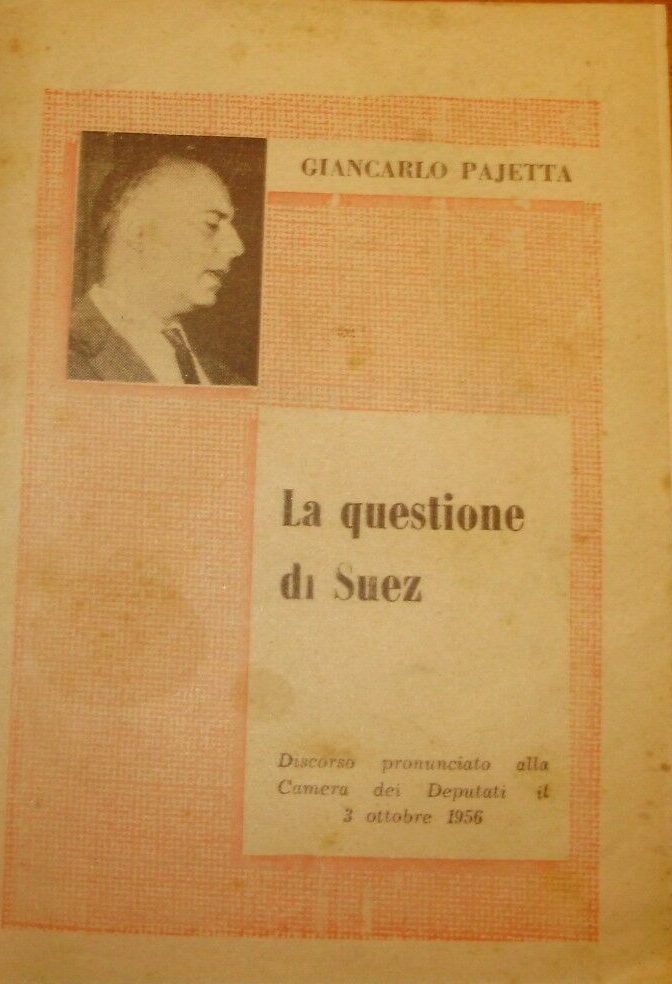 GIANCARLO PAJETTA
La questione
di Suez
Discorso pronunciato alla
Camera dei Deputati il
3 ottobre 1956